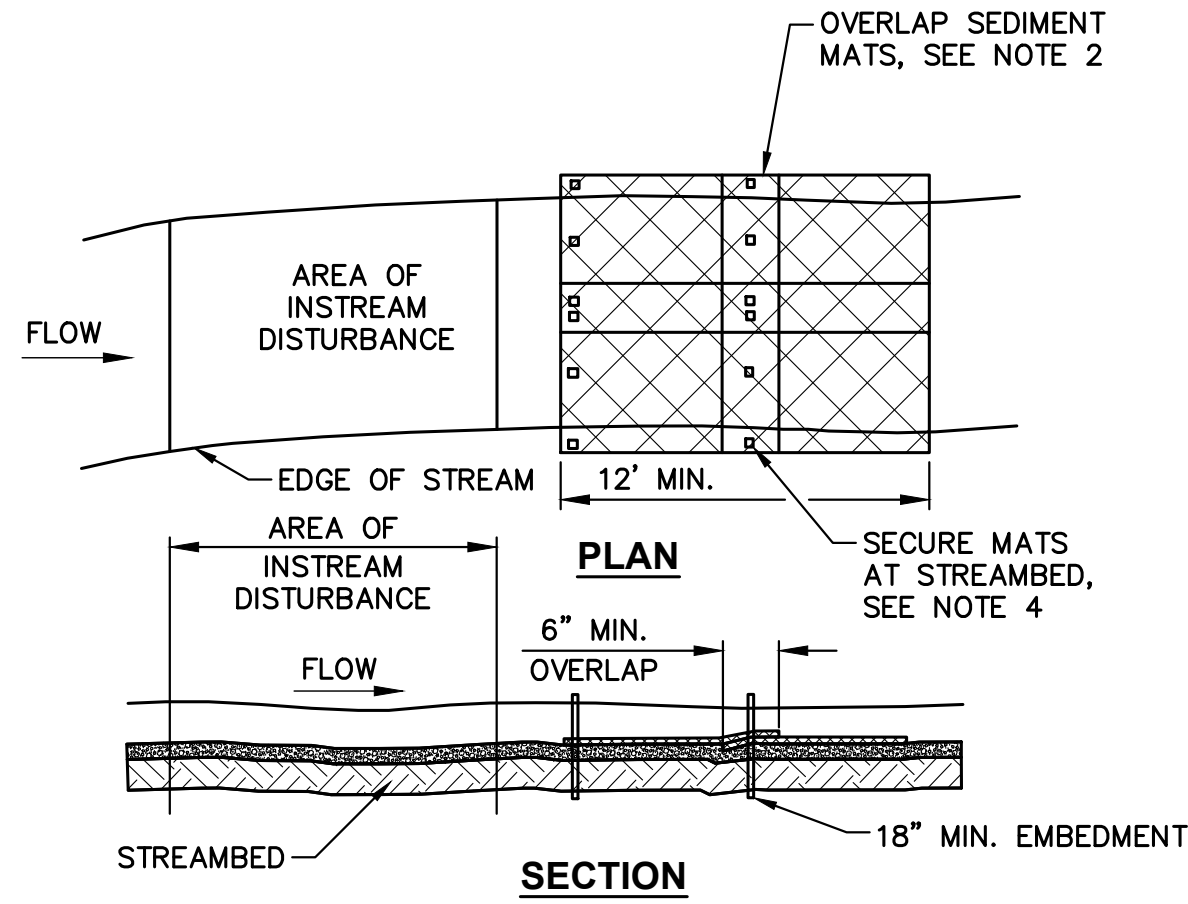 OVERLAP SEDIMENT
MATS, SEE NOTE 2
AREA OF
INSTREAM
DISTURBANCE
FLOW
EDGE OF STREAM
12' MIN.
AREA OF
INSTREAM
DISTURBANCE
PLAN
SECURE MATS
AT STREAMBED,
SEE NOTE 4
6” MIN.
OVERLAP
FLOW
STREAMBED
18” MIN. EMBEDMENT
SECTION